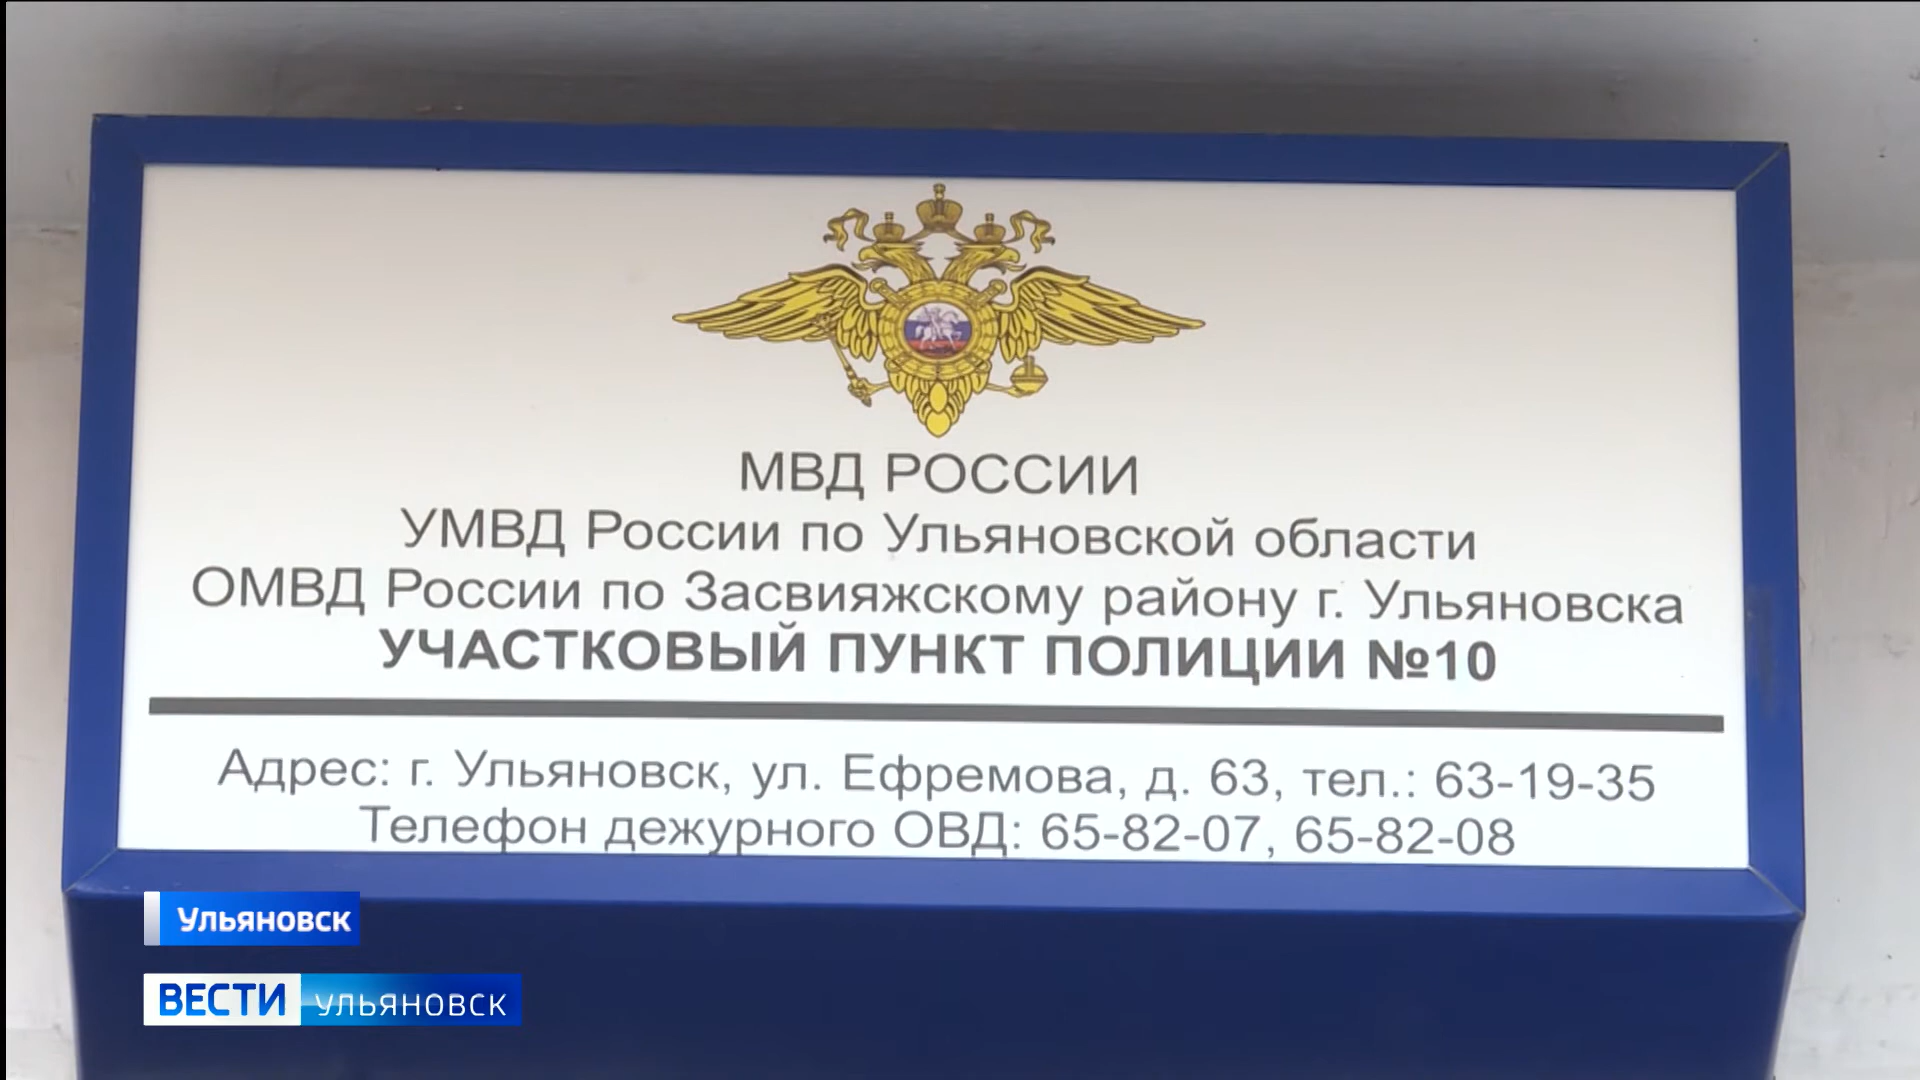 МВД РОССИИ
УМВД России по Ульяновской области
ОМВД России по Засвияжскому району г. Ульяновска
УЧАСТКОВЫЙ ПУНКТ ПОЛИЦИИ №10
Адрес: г. Ульяновск, ул. Ефремова, д. 63, тел.: 63-19-35
Телефон дежурного ОВД: 65-82-07, 65-82-08
Ульяновск
ВЕСТИ УЛЬЯНОВСК